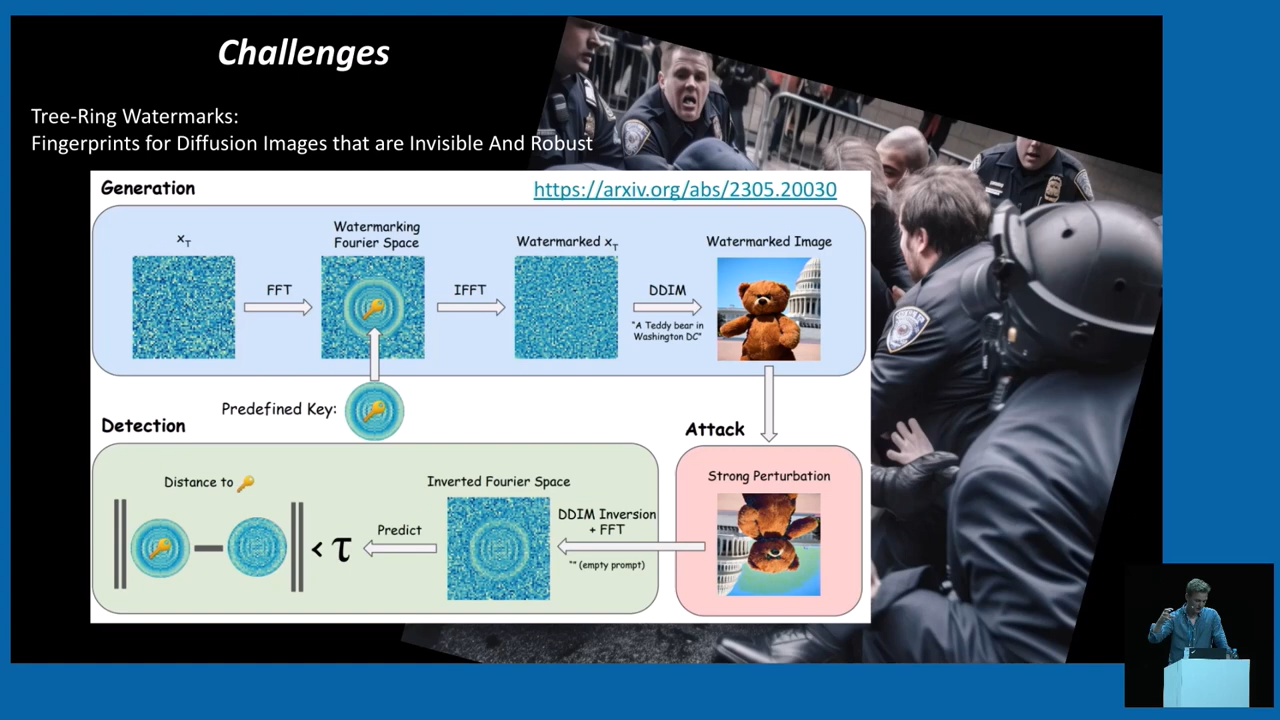 Challenges
Tree-Ring Watermarks:
Fingerprints for Diffusion Images that are Invisible And Robust
Generation
https://arxiv.org/abs/2305.20030
xT
FFT
Watermarking
Fourier Space
IFFT
Watermarked xT
DDIM
"A Teddy bear in
Washington DC"
Watermarked Image
Predefined Key:
Detection
Attack
Distance to
< τ
Predict
Inverted Fourier Space
DDIM Inversion
+ FFT
"" (empty prompt)
Strong Perturbation